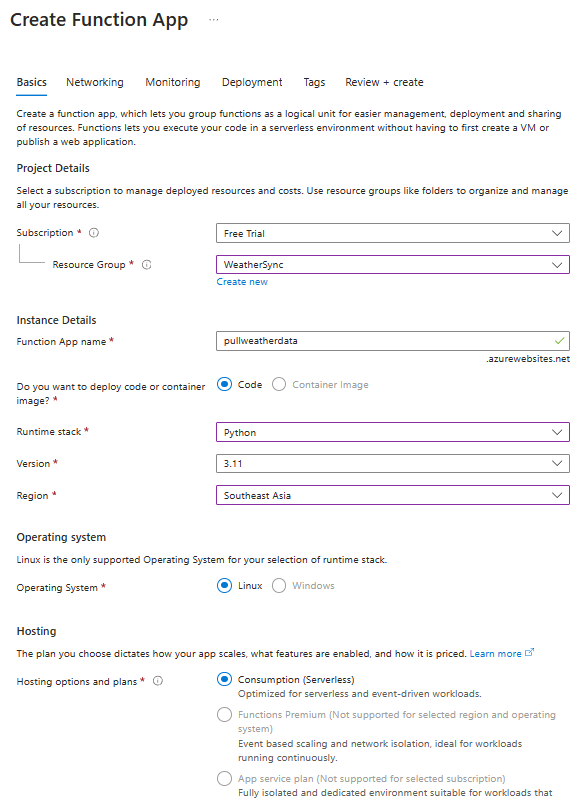 Create Function App ...
Basics Networking Monitoring Deployment Tags Review + create
Create a function app, which lets you group functions as a logical unit for easier management, deployment and sharing
of resources. Functions lets you execute your code in a serverless environment without having to first create a VM or
publish a web application.
Project Details
Select a subscription to manage deployed resources and costs. Use resource groups like folders to organize and manage
all your resources.
Subscription * Free Trial
Resource Group * WeatherSync
Create new
Instance Details
Function App name * pullweatherdata
.azurewebsites.net
Do you want to deploy code or container
image? *
Code Container Image
Runtime stack * Python
Version * 3.11
Region * Southeast Asia
Operating system
Linux is the only supported Operating System for your selection of runtime stack.
Operating System * Linux Windows
Hosting
The plan you choose dictates how your app scales, what features are enabled, and how it is priced. Learn more
Hosting options and plans * Consumption (Serverless)
Optimized for serverless and event-driven workloads.
Functions Premium (Not supported for selected region and operating
system)
Event based scaling and network isolation, ideal for workloads
running continuously.
App service plan (Not supported for selected subscription)
Fully isolated and dedicated environment suitable for workloads that